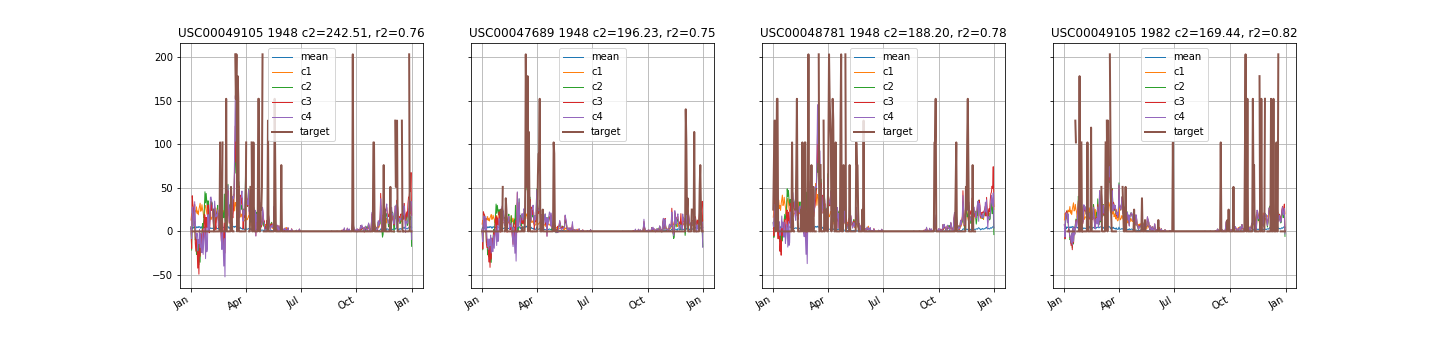 USC00049105 1948 c2=242.51, r2=0.76
200
150
100
50
0
−50
Jan
Apr
Jul
Oct
Jan
mean
c1
c2
c3
c4
target
USC00047689 1948 c2=196.23, r2=0.75
Jan
Apr
Jul
Oct
Jan
mean
c1
c2
c3
c4
target
USC00048781 1948 c2=188.20, r2=0.78
Jan
Apr
Jul
Oct
Jan
mean
c1
c2
c3
c4
target
USC00049105 1982 c2=169.44, r2=0.82
Jan
Apr
Jul
Oct
Jan
mean
c1
c2
c3
c4
target